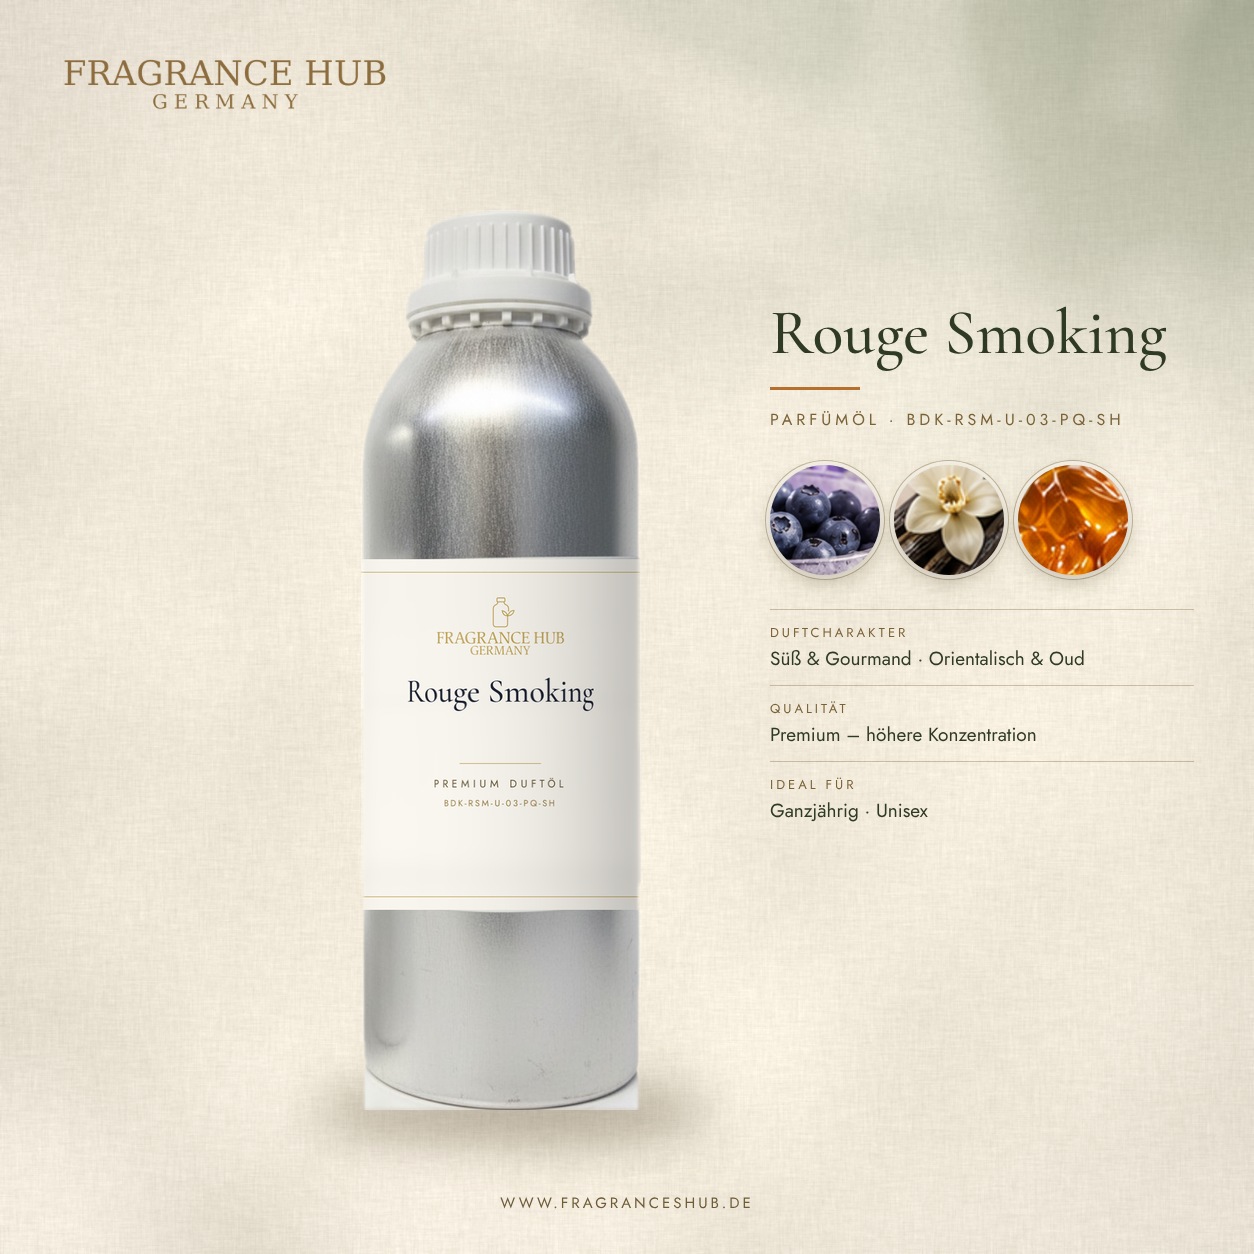 FRAGRANCE HUB
GERMANY
FRAGRANCE HUB
GERMANY
Rouge Smoking
PREMIUM DUFTÖL
BDK-RSM-U-03-PQ-SH
Rouge Smoking
PARFÜMÖL · BDK-RSM-U-03-PQ-SH
DUFTCHARAKTER
Süß & Gourmand · Orientalisch & Oud
QUALITÄT
Premium – höhere Konzentration
IDEAL FÜR
Ganzjährig · Unisex
WWW.FRAGRANCESHUB.DE